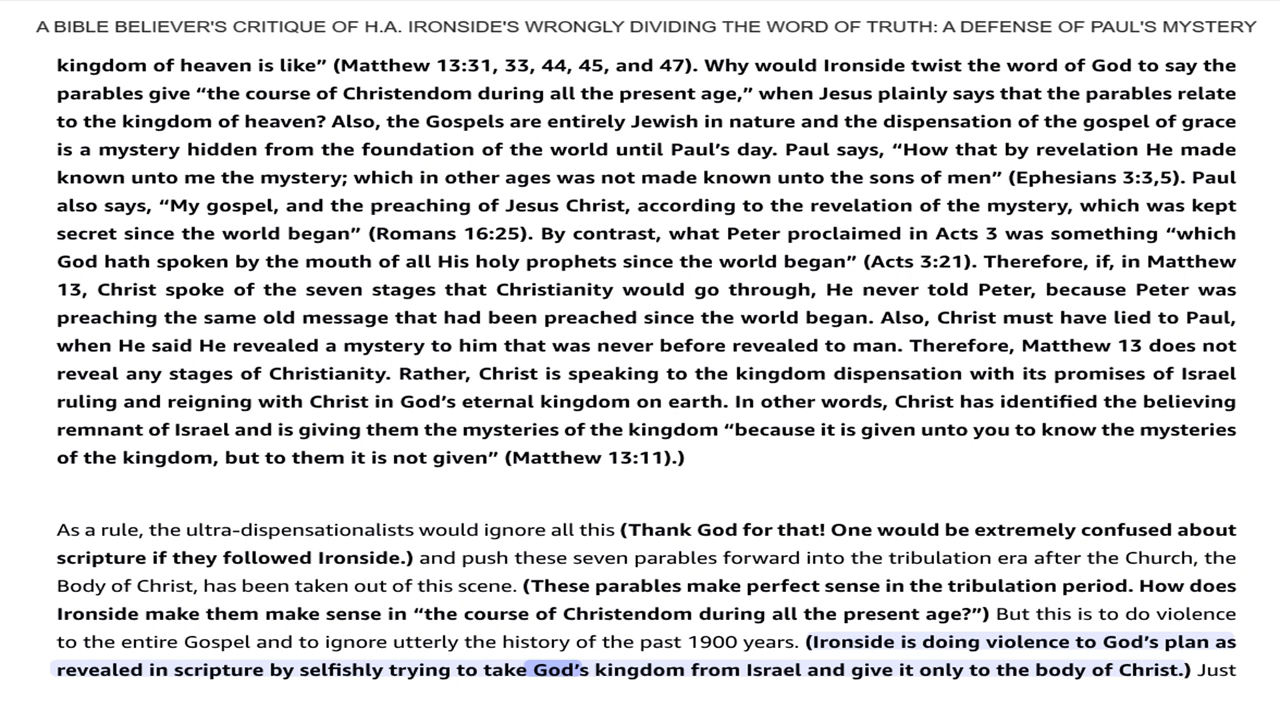 A BIBLE BELIEVER'S CRITIQUE OF H.A. IRONSIDE'S WRONGLY DIVIDING THE WORD OF TRUTH: A DEFENSE OF PAUL'S MYSTERY
kingdom of heaven is like” (Matthew 13:31, 33, 44, 45, and 47). Why would Ironside twist the word of God to say the
parables give “the course of Christendom during all the present age,” when Jesus plainly says that the parables relate
to the kingdom of heaven? Also, the Gospels are entirely Jewish in nature and the dispensation of the gospel of grace
is a mystery hidden from the foundation of the world until Paul’s day. Paul says, “How that by revelation He made
known unto me the mystery; which in other ages was not made known unto the sons of men” (Ephesians 3:3,5). Paul
also says, “My gospel, and the preaching of Jesus Christ, according to the revelation of the mystery, which was kept
secret since the world began” (Romans 16:25). By contrast, what Peter proclaimed in Acts 3 was something “which
God hath spoken by the mouth of all His holy prophets since the world began” (Acts 3:21). Therefore, if, in Matthew
13, Christ spoke of the seven stages that Christianity would go through, He never told Peter, because Peter was
preaching the same old message that had been preached since the world began. Also, Christ must have lied to Paul,
when He said He revealed a mystery to him that was never before revealed to man. Therefore, Matthew 13 does not
reveal any stages of Christianity. Rather, Christ is speaking to the kingdom dispensation with its promises of Israel
ruling and reigning with Christ in God’s eternal kingdom on earth. In other words, Christ has identified the believing
remnant of Israel and is giving them the mysteries of the kingdom “because it is given unto you to know the mysteries
of the kingdom, but to them it is not given” (Matthew 13:11).)
As a rule, the ultra-dispensationalists would ignore all this (Thank God for that! One would be extremely confused about
scripture if they followed Ironside.) and push these seven parables forward into the tribulation era after the Church, the
Body of Christ, has been taken out of this scene. (These parables make perfect sense in the tribulation period. How does
Ironside make them make sense in “the course of Christendom during all the present age?”) But this is to do violence
to the entire Gospel and to ignore utterly the history of the past 1900 years. (Ironside is doing violence to God’s plan as
revealed in scripture by selfishly trying to take God’s kingdom from Israel and give it only to the body of Christ.) Just